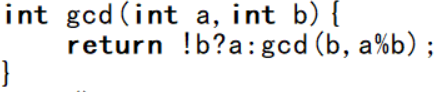 int gcd(int a,int b){
    return !b?a:gcd(b,a%b);
}